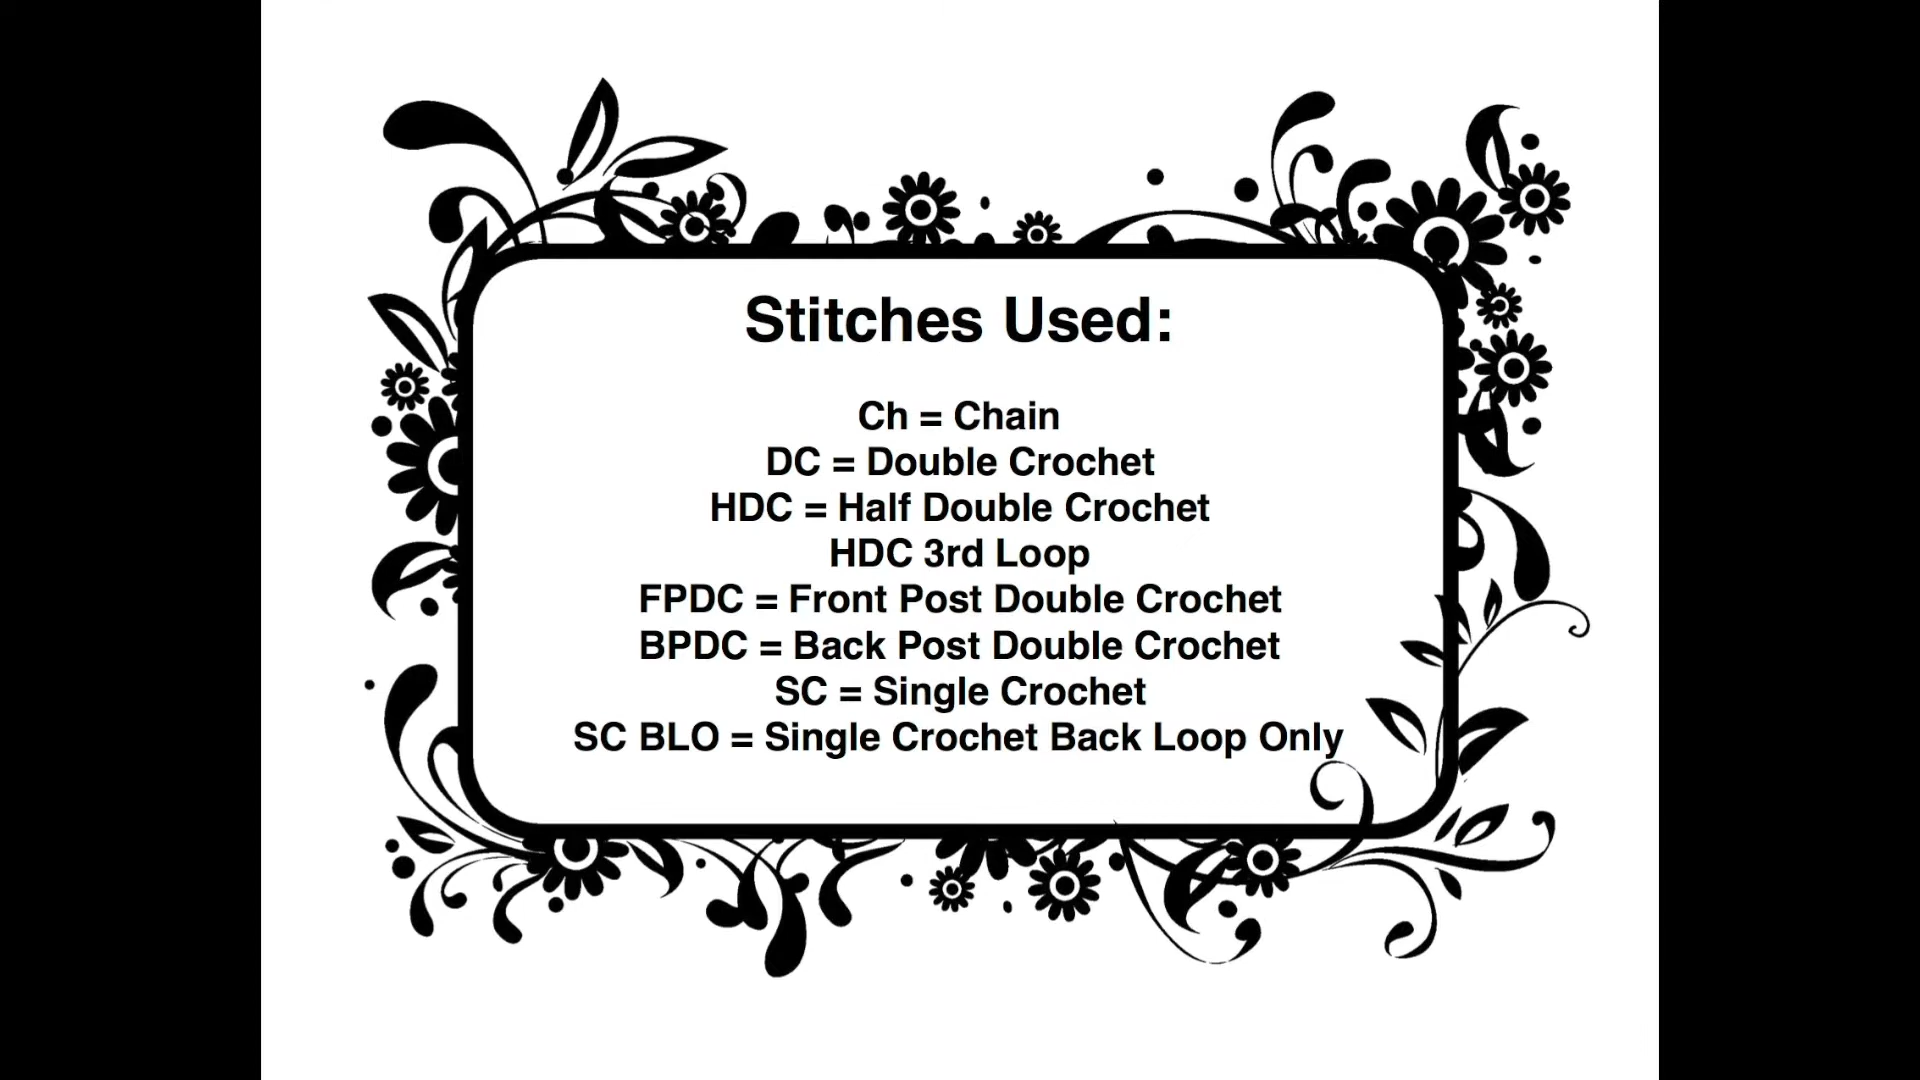 Stitches Used:
Ch = Chain
DC = Double Crochet
HDC = Half Double Crochet
HDC 3rd Loop
FPDC = Front Post Double Crochet
BPDC = Back Post Double Crochet
SC = Single Crochet
SC BLO = Single Crochet Back Loop Only